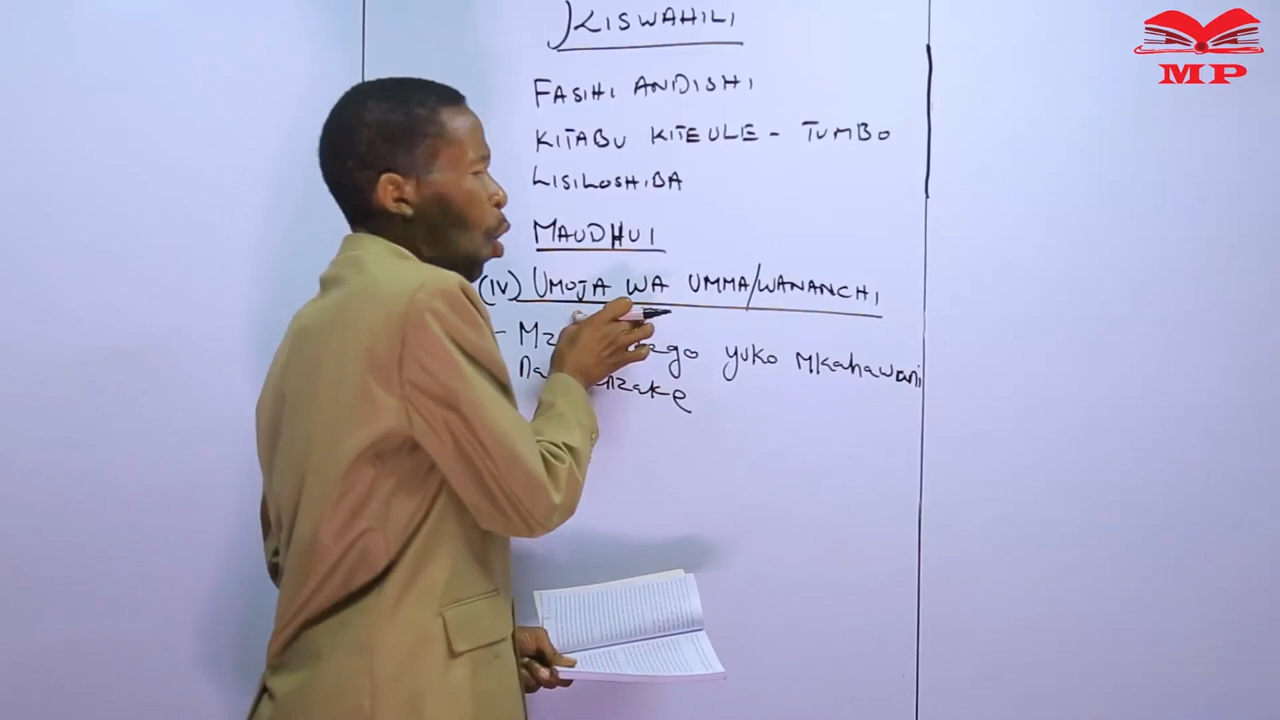 KISWAHILI
FASIHI ANDISHI
KITABU KITEULE - TUMBO
LISILOSHIBA
MAUDHUI
(IV) UMOJA WA UMMA/WANANCHI
yuko Mkahawani
MP